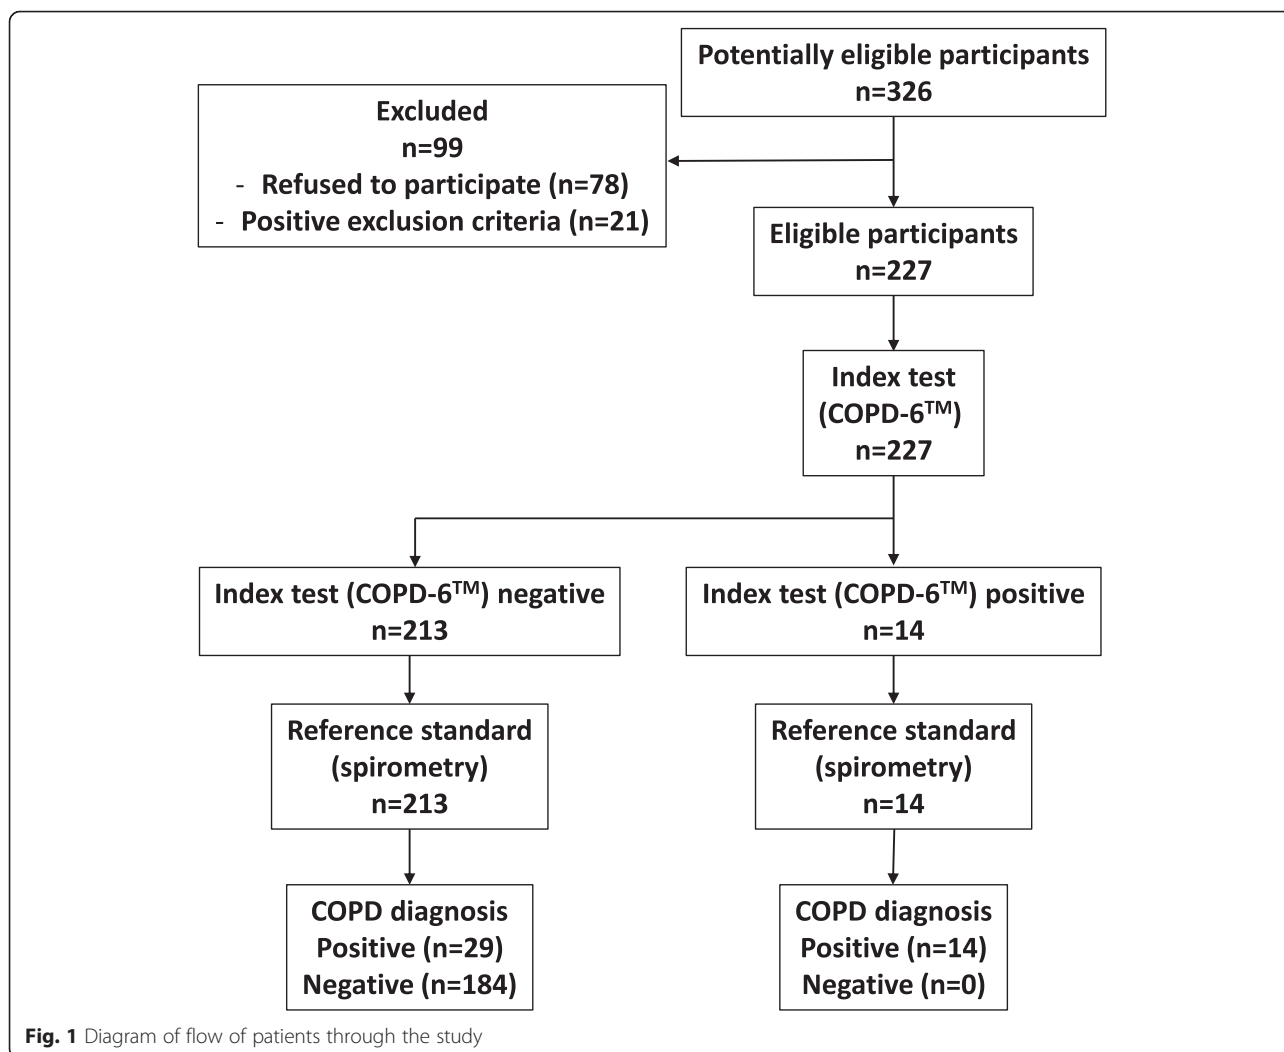 Potentially eligible participants
n=326
Excluded
n=99
- Refused to participate (n=78)
- Positive exclusion criteria (n=21)
Eligible participants
n=227
Index test
(COPD-6™)
n=227
Index test (COPD-6™) negative
n=213
Index test (COPD-6™) positive
n=14
Reference standard
(spirometry)
n=213
Reference standard
(spirometry)
n=14
COPD diagnosis
Positive (n=29)
Negative (n=184)
COPD diagnosis
Positive (n=14)
Negative (n=0)
Fig. 1 Diagram of flow of patients through the study